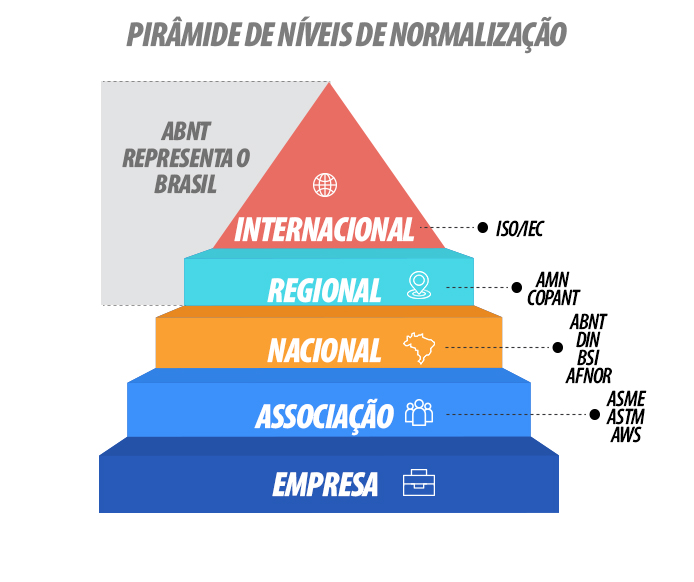 PIRÂMIDE DE NÍVEIS DE NORMALIZAÇÃO
ABNT
REPRESENTA O
BRASIL
INTERNACIONAL
ISO/IEC
REGIONAL
AMN
COPANT
NACIONAL
ABNT
DIN
BSI
AFNOR
ASSOCIAÇÃO
ASME
ASTM
AWS
EMPRESA